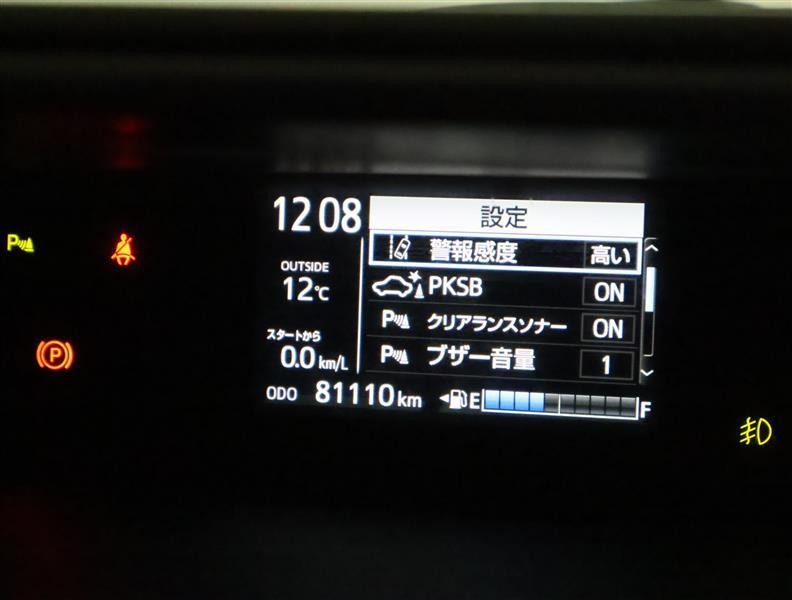 12 08
設定
警報感度 高い
OUTSIDE
12℃
PKSB ON
P クリアランスソナー ON
スタートから
0.0 km/L
P ブザー音量 1
ODO 81110 km E F
P
(P)